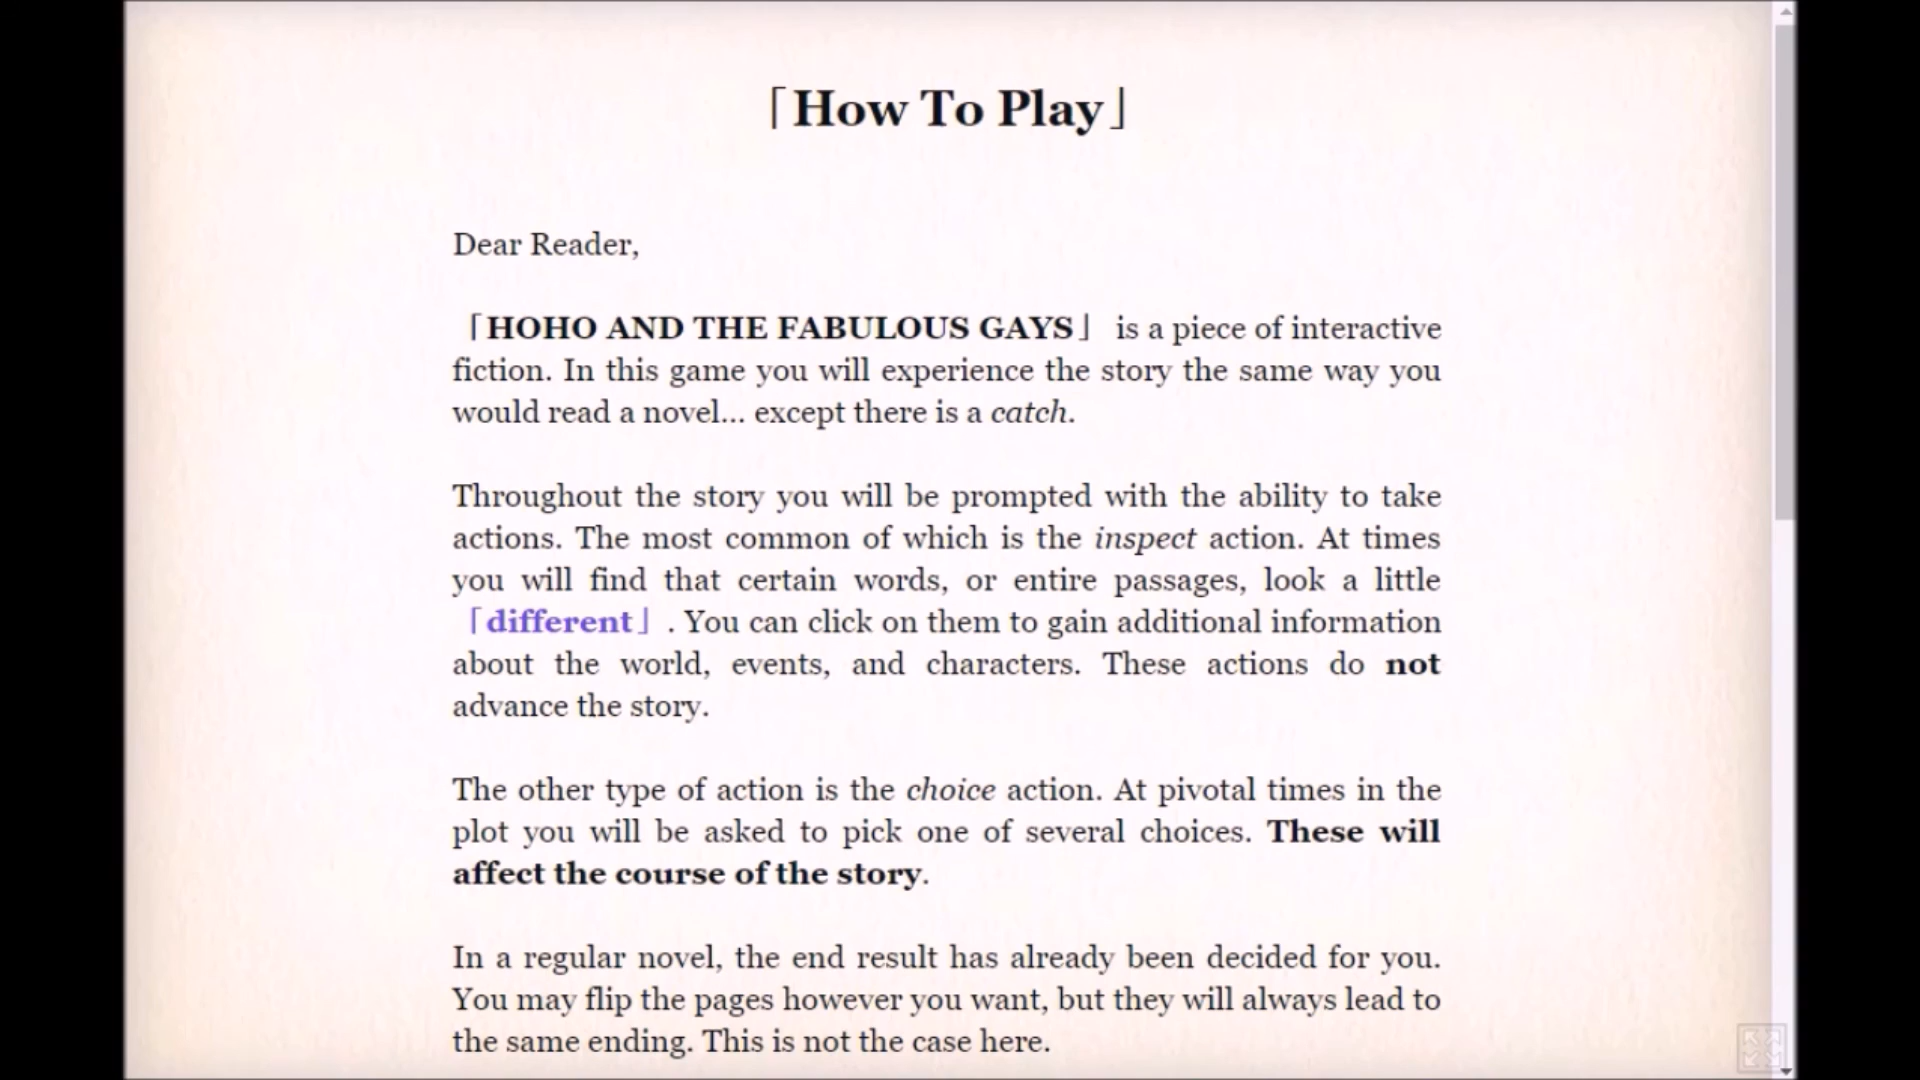 「How To Play」
Dear Reader,
「HOHO AND THE FABULOUS GAYS」 is a piece of interactive
fiction. In this game you will experience the story the same way you
would read a novel... except there is a catch.
Throughout the story you will be prompted with the ability to take
actions. The most common of which is the inspect action. At times
you will find that certain words, or entire passages, look a little
「different」 . You can click on them to gain additional information
about the world, events, and characters. These actions do not
advance the story.
The other type of action is the choice action. At pivotal times in the
plot you will be asked to pick one of several choices. These will
affect the course of the story.
In a regular novel, the end result has already been decided for you.
You may flip the pages however you want, but they will always lead to
the same ending. This is not the case here.